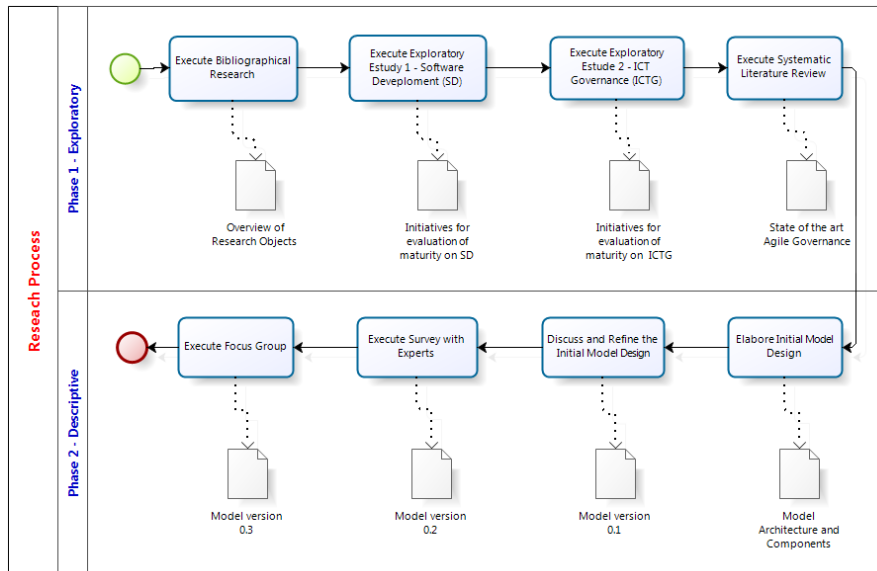 Reseach Process
Phase 1 - Exploratory
Execute Bibliographical
Research
Execute Exploratory
Estudy 1 - Software
Deveploment (SD)
Execute Exploratory
Estude 2 - ICT
Governance (ICTG)
Execute Systematic
Literature Review
Overview of
Research Objects
Initiatives for
evaluation of
maturity on SD
Initiatives for
evaluation of
maturity on ICTG
State of the art
Agile Governance
Phase 2 - Descriptive
Execute Focus Group
Execute Survey with
Experts
Discuss and Refine the
Initial Model Design
Elabore Initial Model
Design
Model version
0.3
Model version
0.2
Model version
0.1
Model
Architecture and
Components